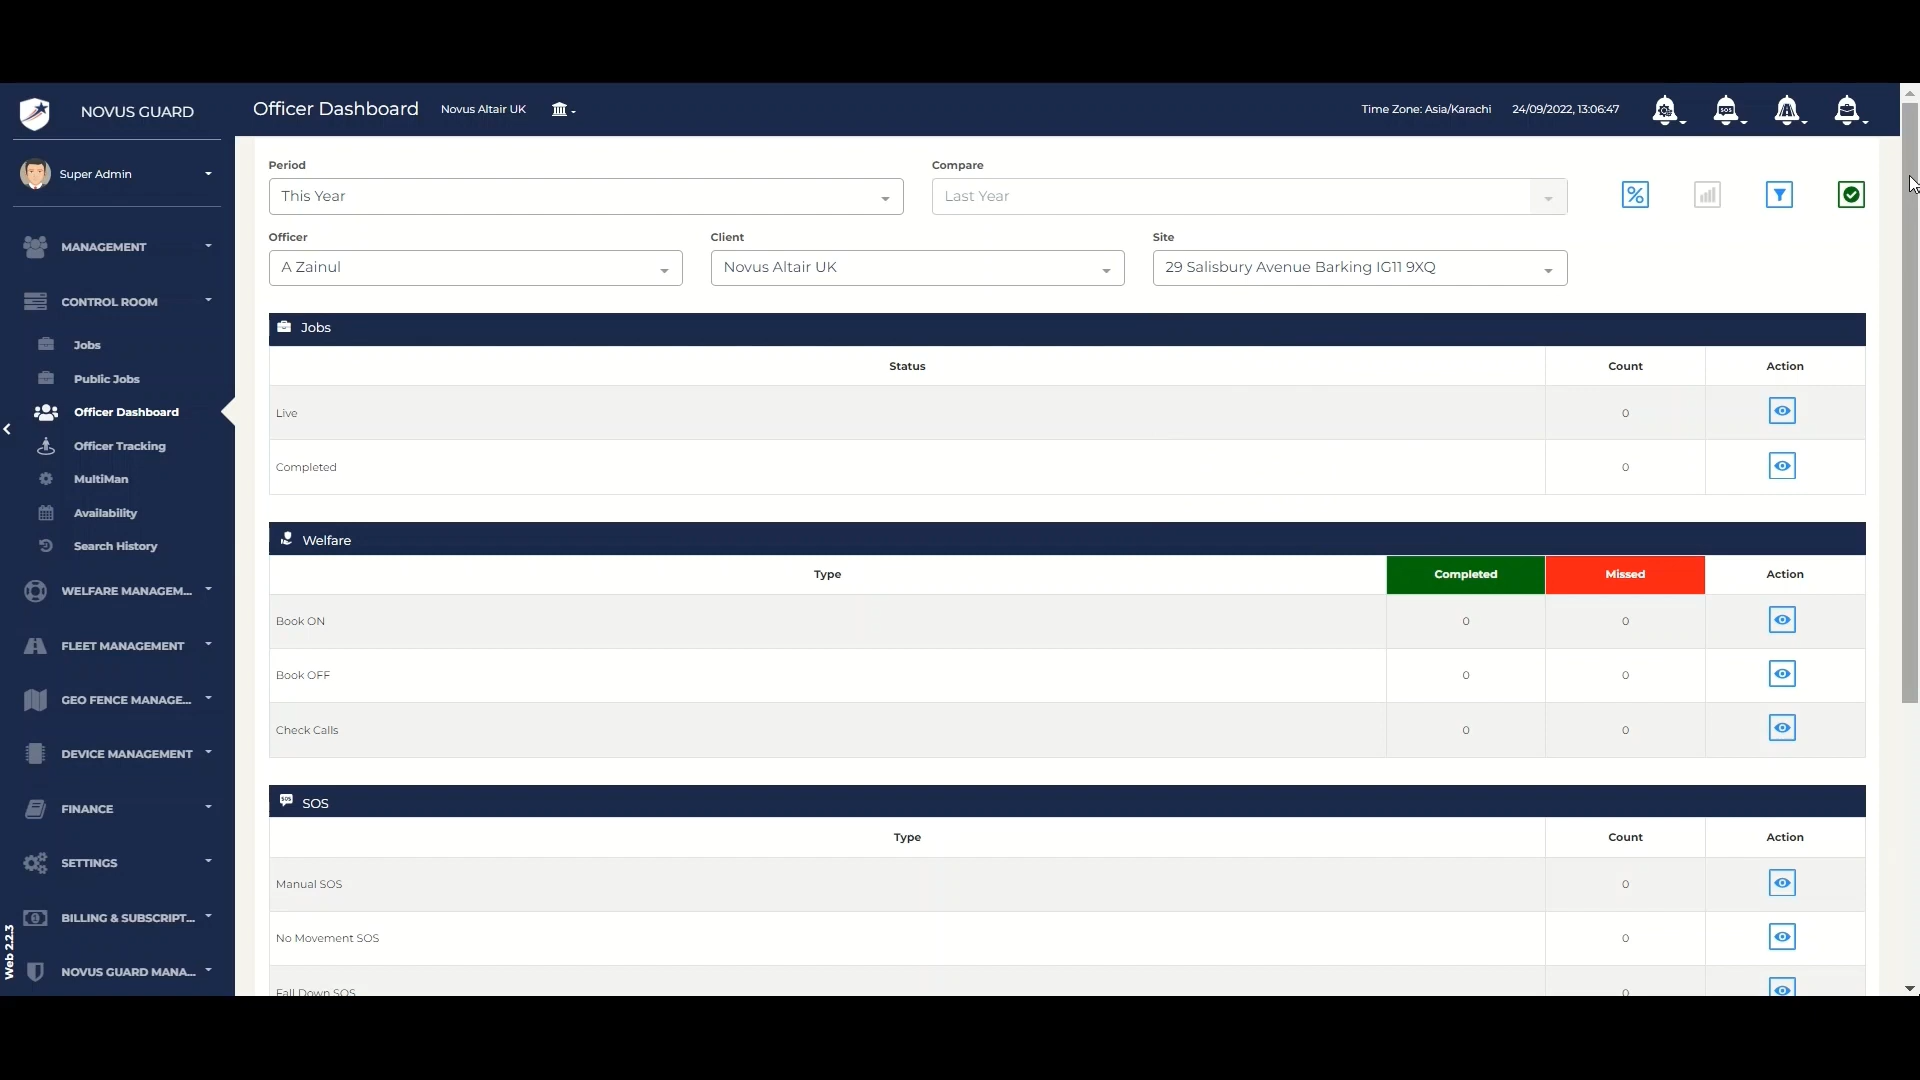 NOVUS GUARD
Officer Dashboard
Novus Altair UK
Time Zone: Asia/Karachi
24/09/2022, 13:06:47
Super Admin
MANAGEMENT
CONTROL ROOM
Jobs
Public Jobs
Officer Dashboard
Officer Tracking
MultiMan
Availability
Search History
WELFARE MANAGEM...
FLEET MANAGEMENT
GEO FENCE MANAGE...
DEVICE MANAGEMENT
FINANCE
SETTINGS
BILLING & SUBSCRIPT...
NOVUS GUARD MANA...
Web 2.2.3
Period
Compare
This Year
Last Year
Officer
Client
Site
A Zainul
Novus Altair UK
29 Salisbury Avenue Barking IG11 9XQ
Jobs
Status Count Action
Live 0
Completed 0
Welfare
Type Completed Missed Action
Book ON 0 0
Book OFF 0 0
Check Calls 0 0
SOS
SOS
Type Count Action
Manual SOS 0
No Movement SOS 0
Fall Down SOS 0